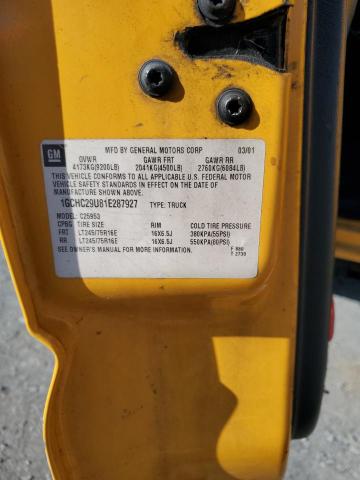 GM
MFD BY GENERAL MOTORS CORP 03/01
GVWR GAWR FRT GAWR RR
4173KG(9200LB) 2041KG(4500LB) 2760KG(6084LB)
THIS VEHICLE CONFORMS TO ALL APPLICABLE U.S. FEDERAL MOTOR
VEHICLE SAFETY STANDARDS IN EFFECT ON THE DATE OF
MANUFACTURE SHOWN ABOVE.
1GCHC29U81E287927 TYPE: TRUCK
MODEL: C25953
CPBG TIRE SIZE RIM COLD TIRE PRESSURE
FRT LT245/75R16E 16X6.5J 380KPA(55PSI)
RR LT245/75R16E 16X6.5J 550KPA(80PSI)
SEE OWNER'S MANUAL FOR MORE INFORMATION.